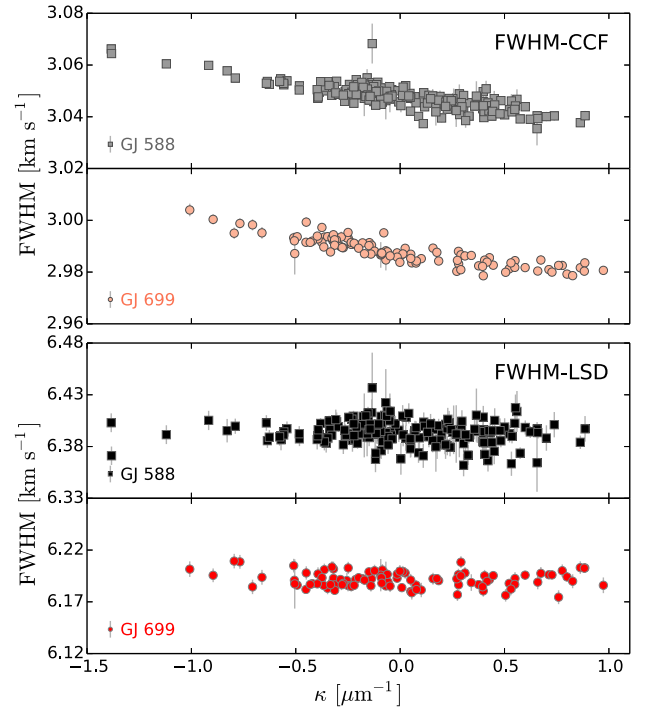 3.08
FWHM-CCF
3.06
3.04
GJ 588
3.02
FWHM [km s⁻¹]
3.00
2.98
GJ 699
2.96
6.48
FWHM-LSD
6.43
6.38
GJ 588
6.33
FWHM [km s⁻¹]
6.22
6.17
GJ 699
6.12
−1.5 −1.0 −0.5 0.0 0.5 1.0
κ [μm⁻¹]